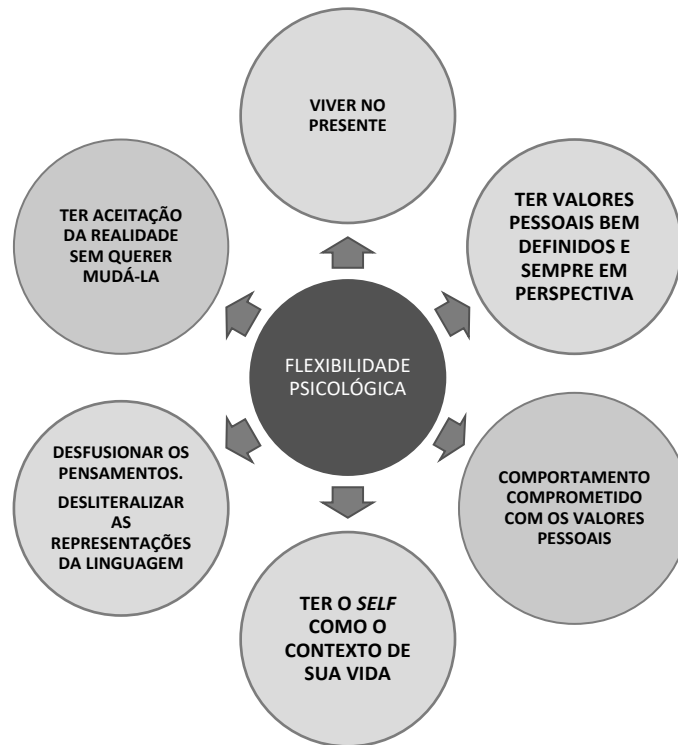 VIVER NO
PRESENTE
TER VALORES
PESSOAIS BEM
DEFINIDOS E
SEMPRE EM
PERSPECTIVA
TER ACEITAÇÃO
DA REALIDADE
SEM QUERER
MUDÁ-LA
FLEXIBILIDADE
PSICOLÓGICA
DESFUSIONAR OS
PENSAMENTOS.
DESLITERALIZAR
AS
REPRESENTAÇÕES
DA LINGUAGEM
COMPORTAMENTO
COMPROMETIDO
COM OS VALORES
PESSOAIS
TER O SELF
COMO O
CONTEXTO DE
SUA VIDA